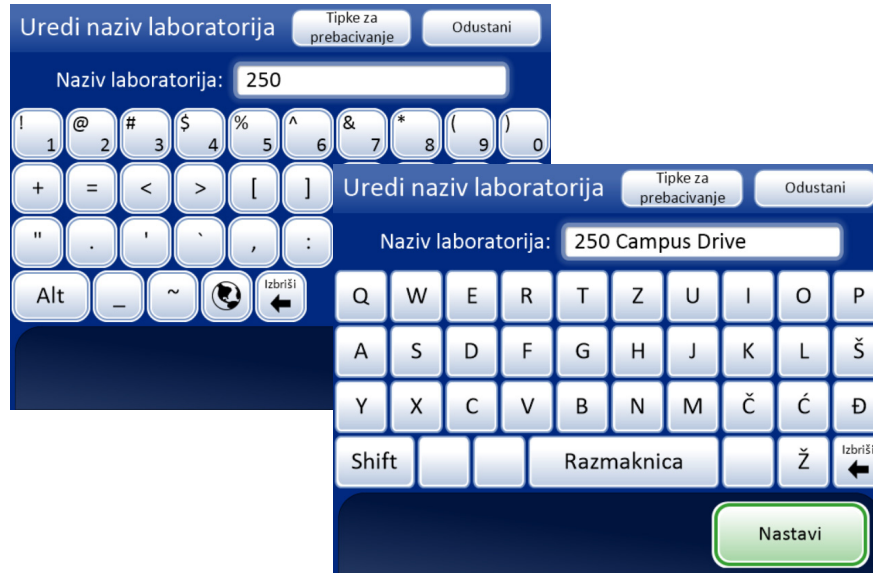 Uredi naziv laboratorija
Tipke za
prebacivanje
Odustani
Naziv laboratorija: 250
! 1 @ 2 # 3 $ 4 % 5 ^ 6 & 7 * 8 ( 9 ) 0
+ = < > [ ]
" . ' ` , :
Alt _ ~ Izbriši
Uredi naziv laboratorija
Tipke za
prebacivanje
Odustani
Naziv laboratorija: 250 Campus Drive
Q W E R T Z U I O P
A S D F G H J K L Š
Y X C V B N M Č Ć Đ
Shift Razmaknica Ž Izbriši
Nastavi